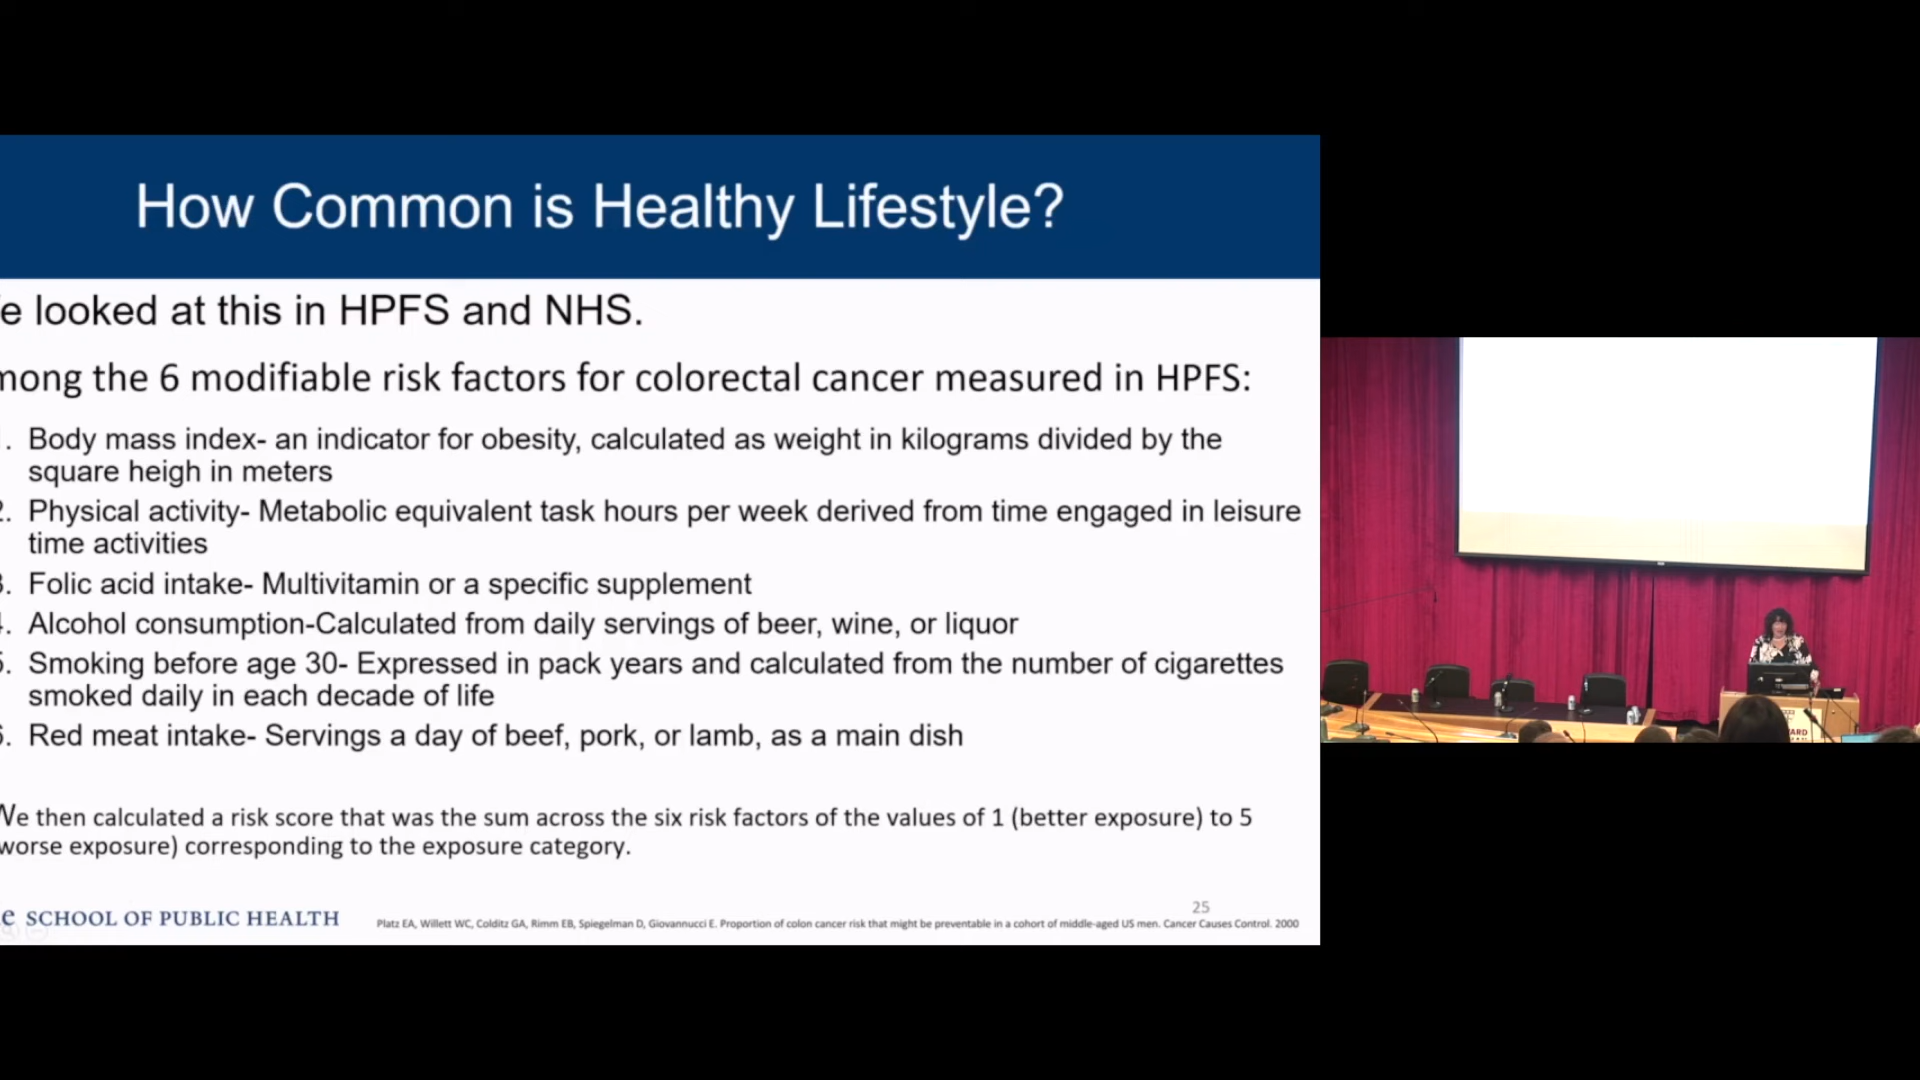 How Common is Healthy Lifestyle?
e looked at this in HPFS and NHS.
mong the 6 modifiable risk factors for colorectal cancer measured in HPFS:
. Body mass index- an indicator for obesity, calculated as weight in kilograms divided by the
square heigh in meters
2. Physical activity- Metabolic equivalent task hours per week derived from time engaged in leisure
time activities
3. Folic acid intake- Multivitamin or a specific supplement
. Alcohol consumption-Calculated from daily servings of beer, wine, or liquor
5. Smoking before age 30- Expressed in pack years and calculated from the number of cigarettes
smoked daily in each decade of life
6. Red meat intake- Servings a day of beef, pork, or lamb, as a main dish
We then calculated a risk score that was the sum across the six risk factors of the values of 1 (better exposure) to 5
worse exposure) corresponding to the exposure category.
25
e SCHOOL OF PUBLIC HEALTH
Platz EA, Willett WC, Colditz GA, Rimm EB, Spiegelman D, Giovannucci E. Proportion of colon cancer risk that might be preventable in a cohort of middle-aged US men. Cancer Causes Control. 2000